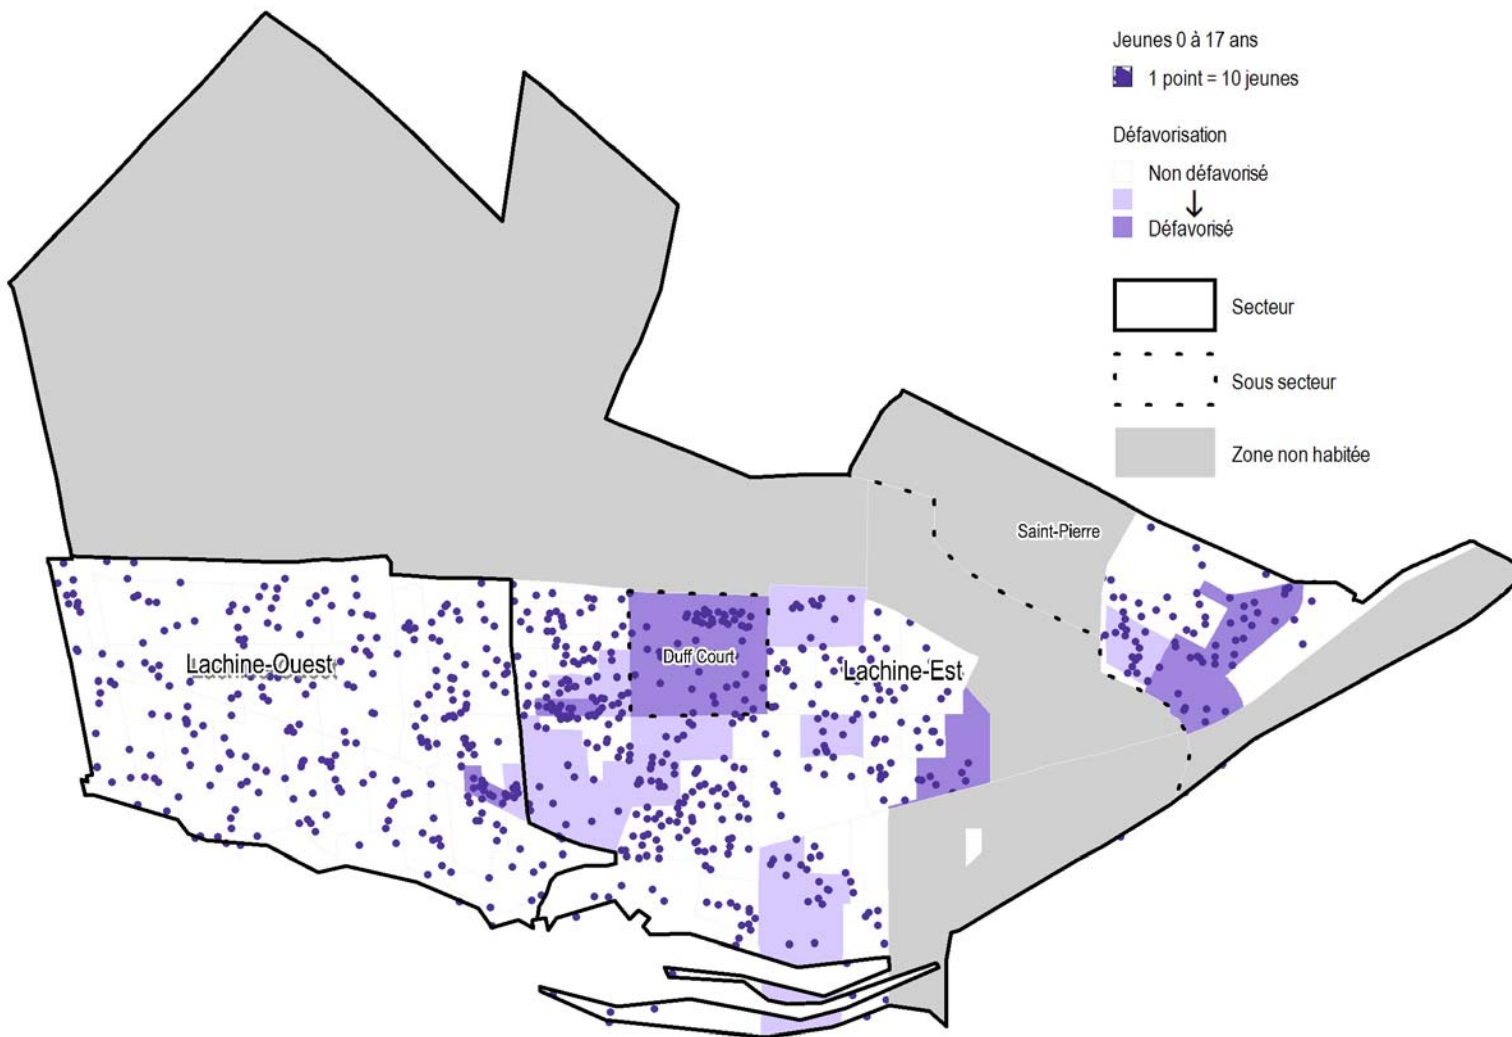 Jeunes 0 à 17 ans
1 point = 10 jeunes
Défavorisation
Non défavorisé
Défavorisé
Secteur
Sous secteur
Zone non habitée
Saint-Pierre
Duff Court
Lachine-Ouest
Lachine-Est